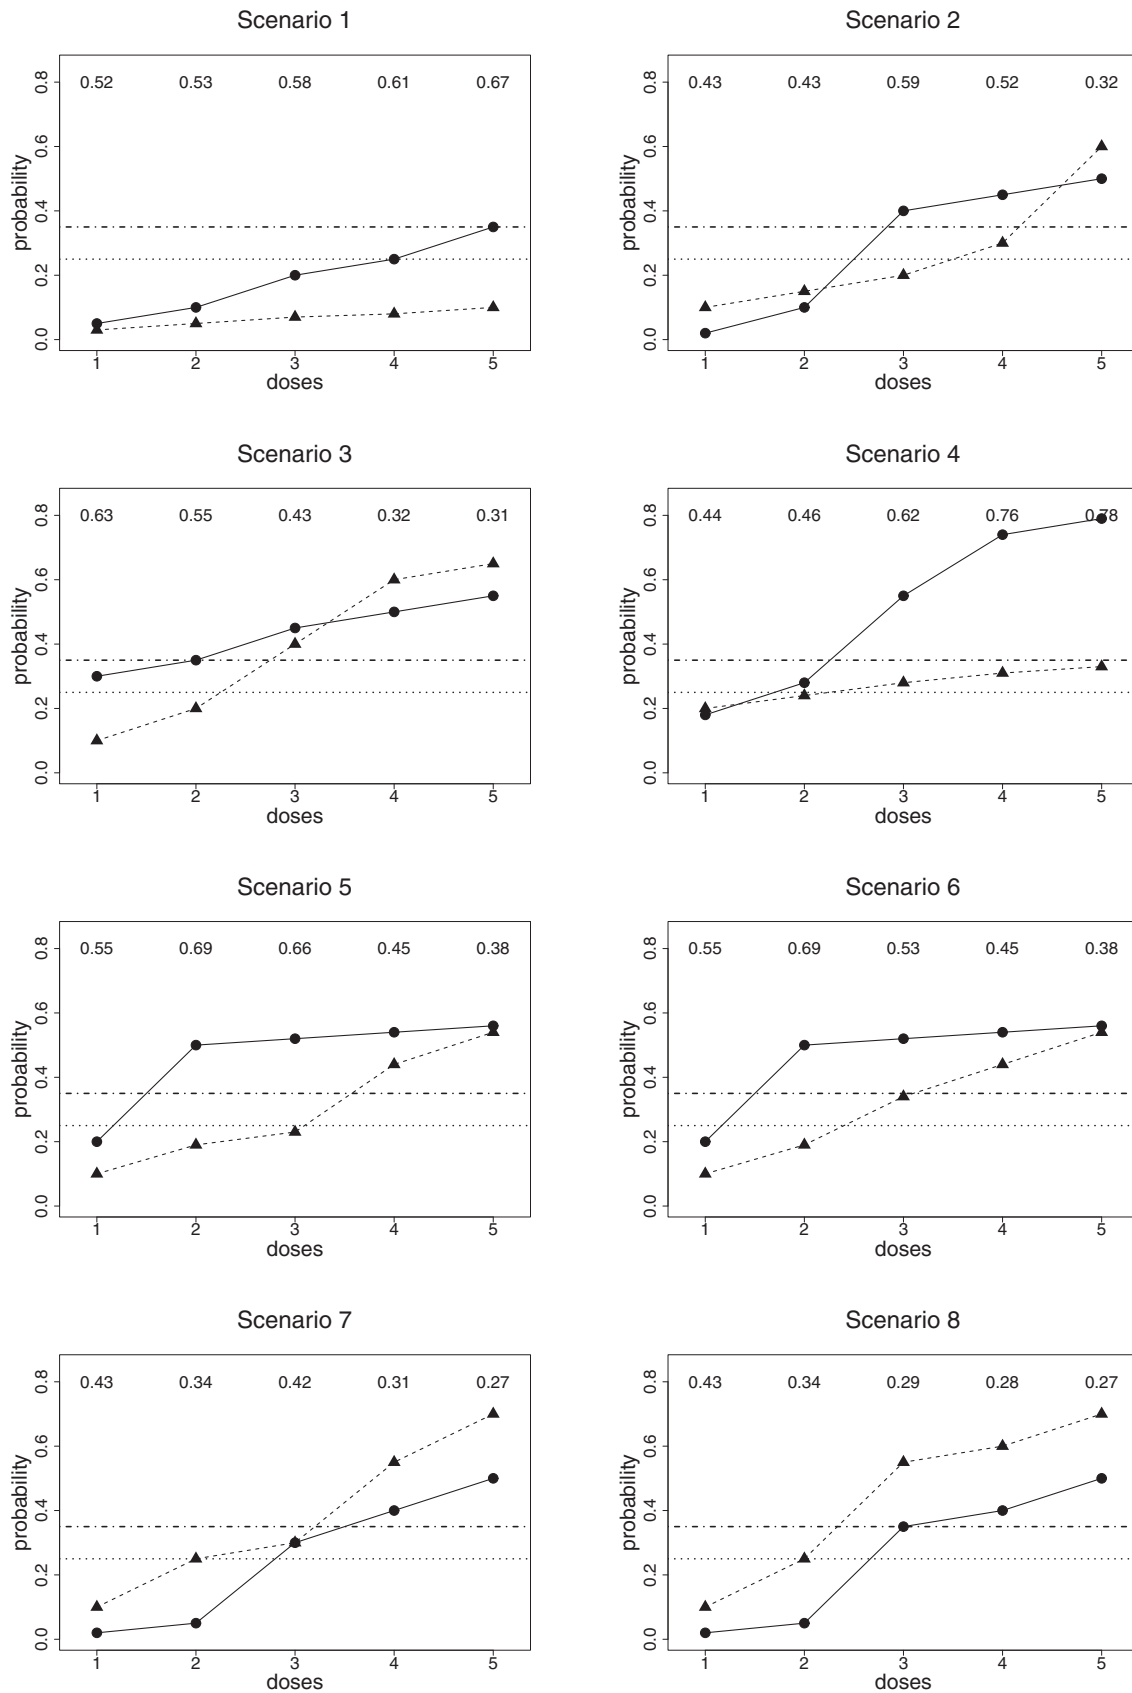 Scenario 1
0.52 0.53 0.58 0.61 0.67
probability
0.0 0.2 0.4 0.6 0.8
1 2 3 4 5
doses
Scenario 2
0.43 0.43 0.59 0.52 0.32
probability
0.0 0.2 0.4 0.6 0.8
1 2 3 4 5
doses
Scenario 3
0.63 0.55 0.43 0.32 0.31
probability
0.0 0.2 0.4 0.6 0.8
1 2 3 4 5
doses
Scenario 4
0.44 0.46 0.62 0.76 0.78
probability
0.0 0.2 0.4 0.6 0.8
1 2 3 4 5
doses
Scenario 5
0.55 0.69 0.66 0.45 0.38
probability
0.0 0.2 0.4 0.6 0.8
1 2 3 4 5
doses
Scenario 6
0.55 0.69 0.53 0.45 0.38
probability
0.0 0.2 0.4 0.6 0.8
1 2 3 4 5
doses
Scenario 7
0.43 0.34 0.42 0.31 0.27
probability
0.0 0.2 0.4 0.6 0.8
1 2 3 4 5
doses
Scenario 8
0.43 0.34 0.29 0.28 0.27
probability
0.0 0.2 0.4 0.6 0.8
1 2 3 4 5
doses